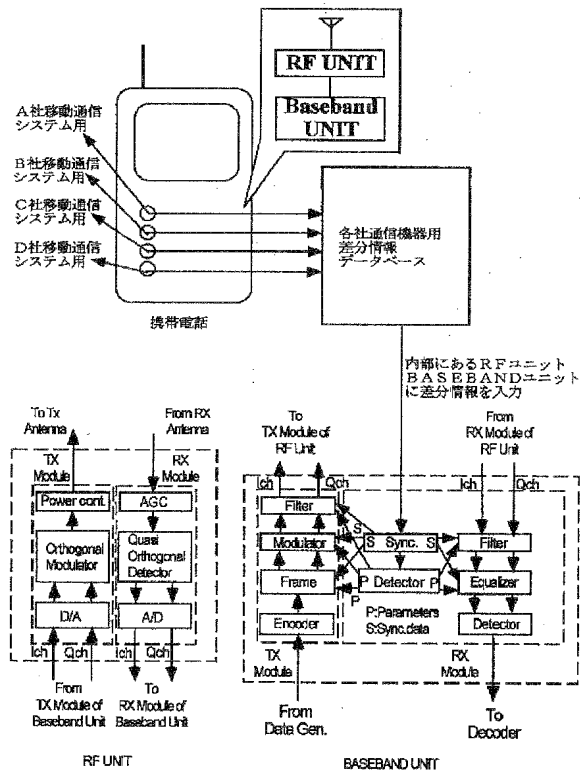 RF UNIT
Baseband
UNIT
A社移動通信
システム用
B社移動通信
システム用
C社移動通信
システム用
D社移動通信
システム用
携帯電話
各社通信機器用
差分情報
データベース
内部にあるRFユニット
BASEBANDユニット
に差分情報を入力
To Tx
Antenna
From RX
Antenna
TX
Module
RX
Module
Power cont.
AGC
Orthogonal
Modulator
Quasi
Orthogonal
Detector
D/A
A/D
Ich
Qch
Ich
Qch
From
TX Module of
Baseband Unit
To
RX Module of
Baseband Unit
RF UNIT
To
TX Module of
RF Unit
From
RX Module of
RF Unit
Ich
Qch
Ich
Qch
Filter
Modulator
Frame
Encoder
S
S Sync. S
P Detector P
P
P:Parameters
S:Sync.data
Filter
Equalizer
Detector
TX
Module
RX
Module
From
Data Gen.
To
Decoder
BASEBAND UNIT